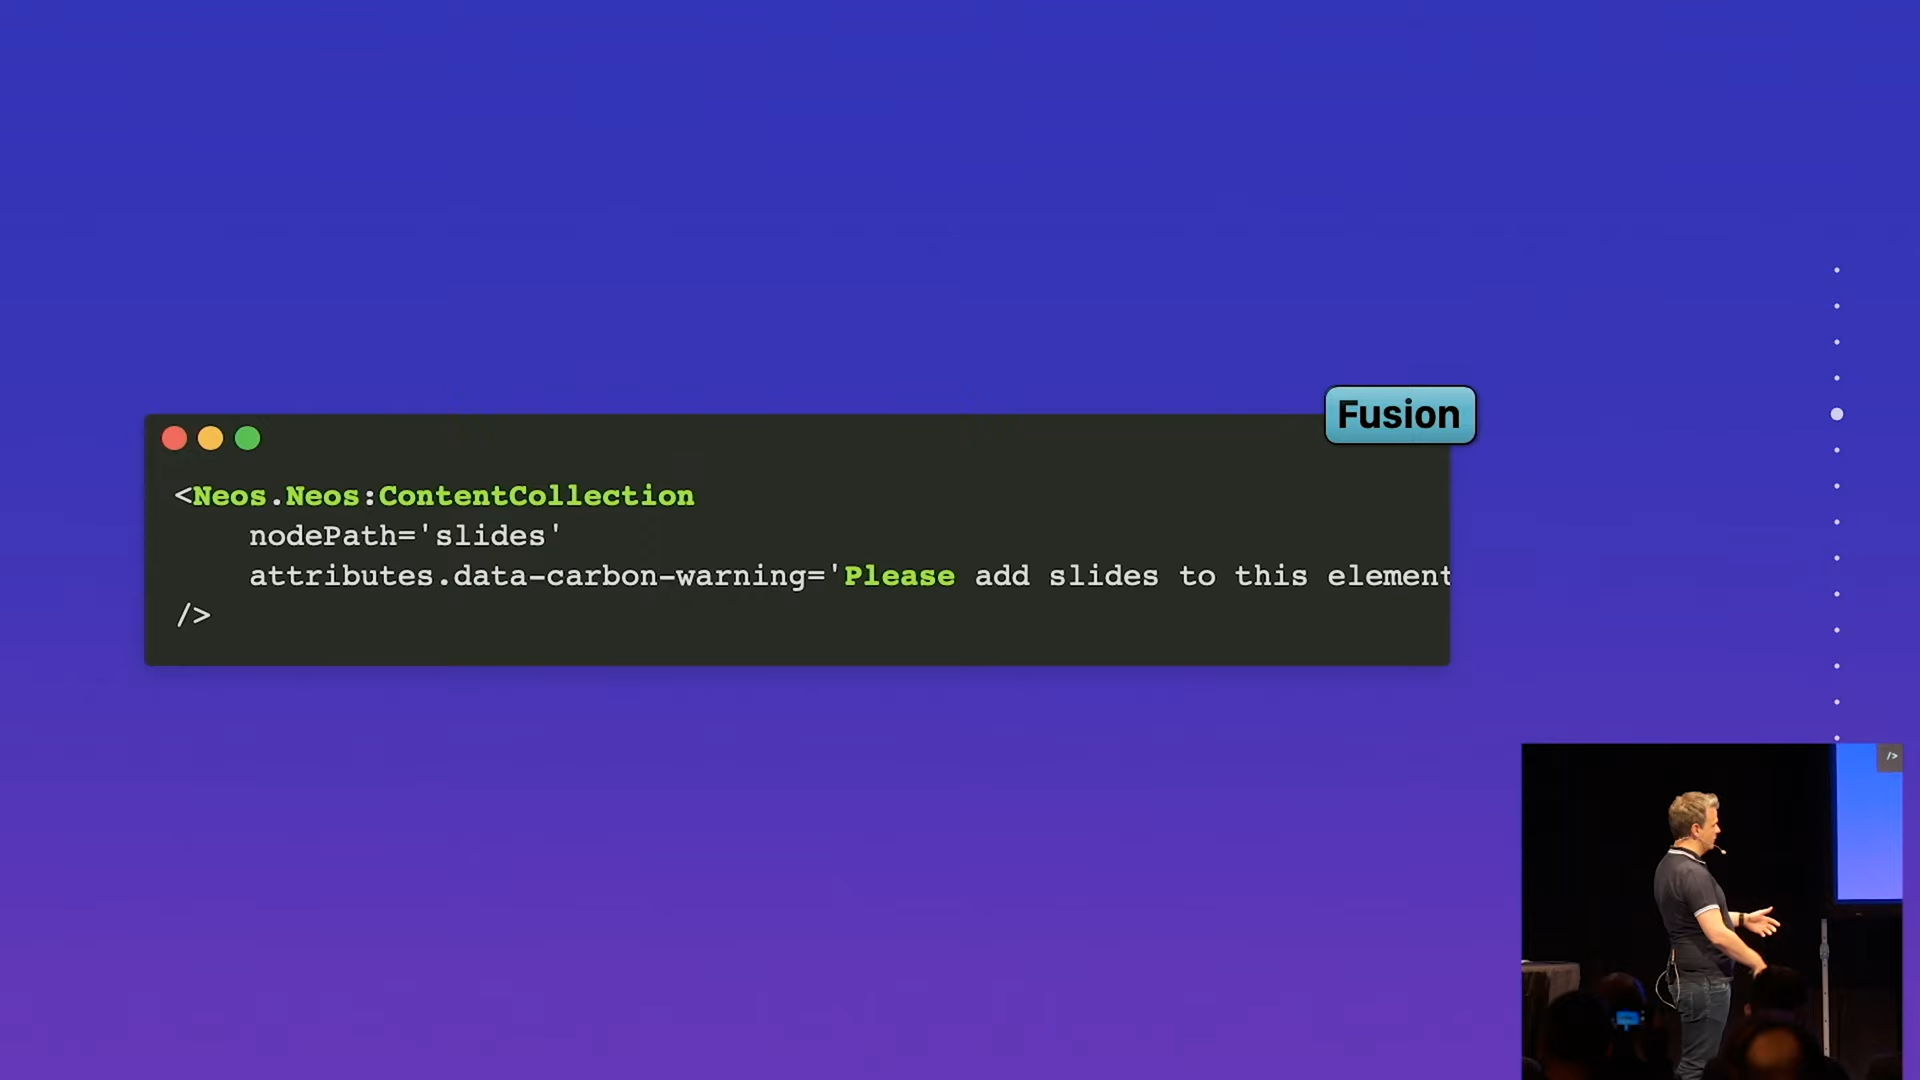 Fusion
<Neos.Neos:ContentCollection
nodePath='slides'
attributes.data-carbon-warning='Please add slides to this element
/>
/>